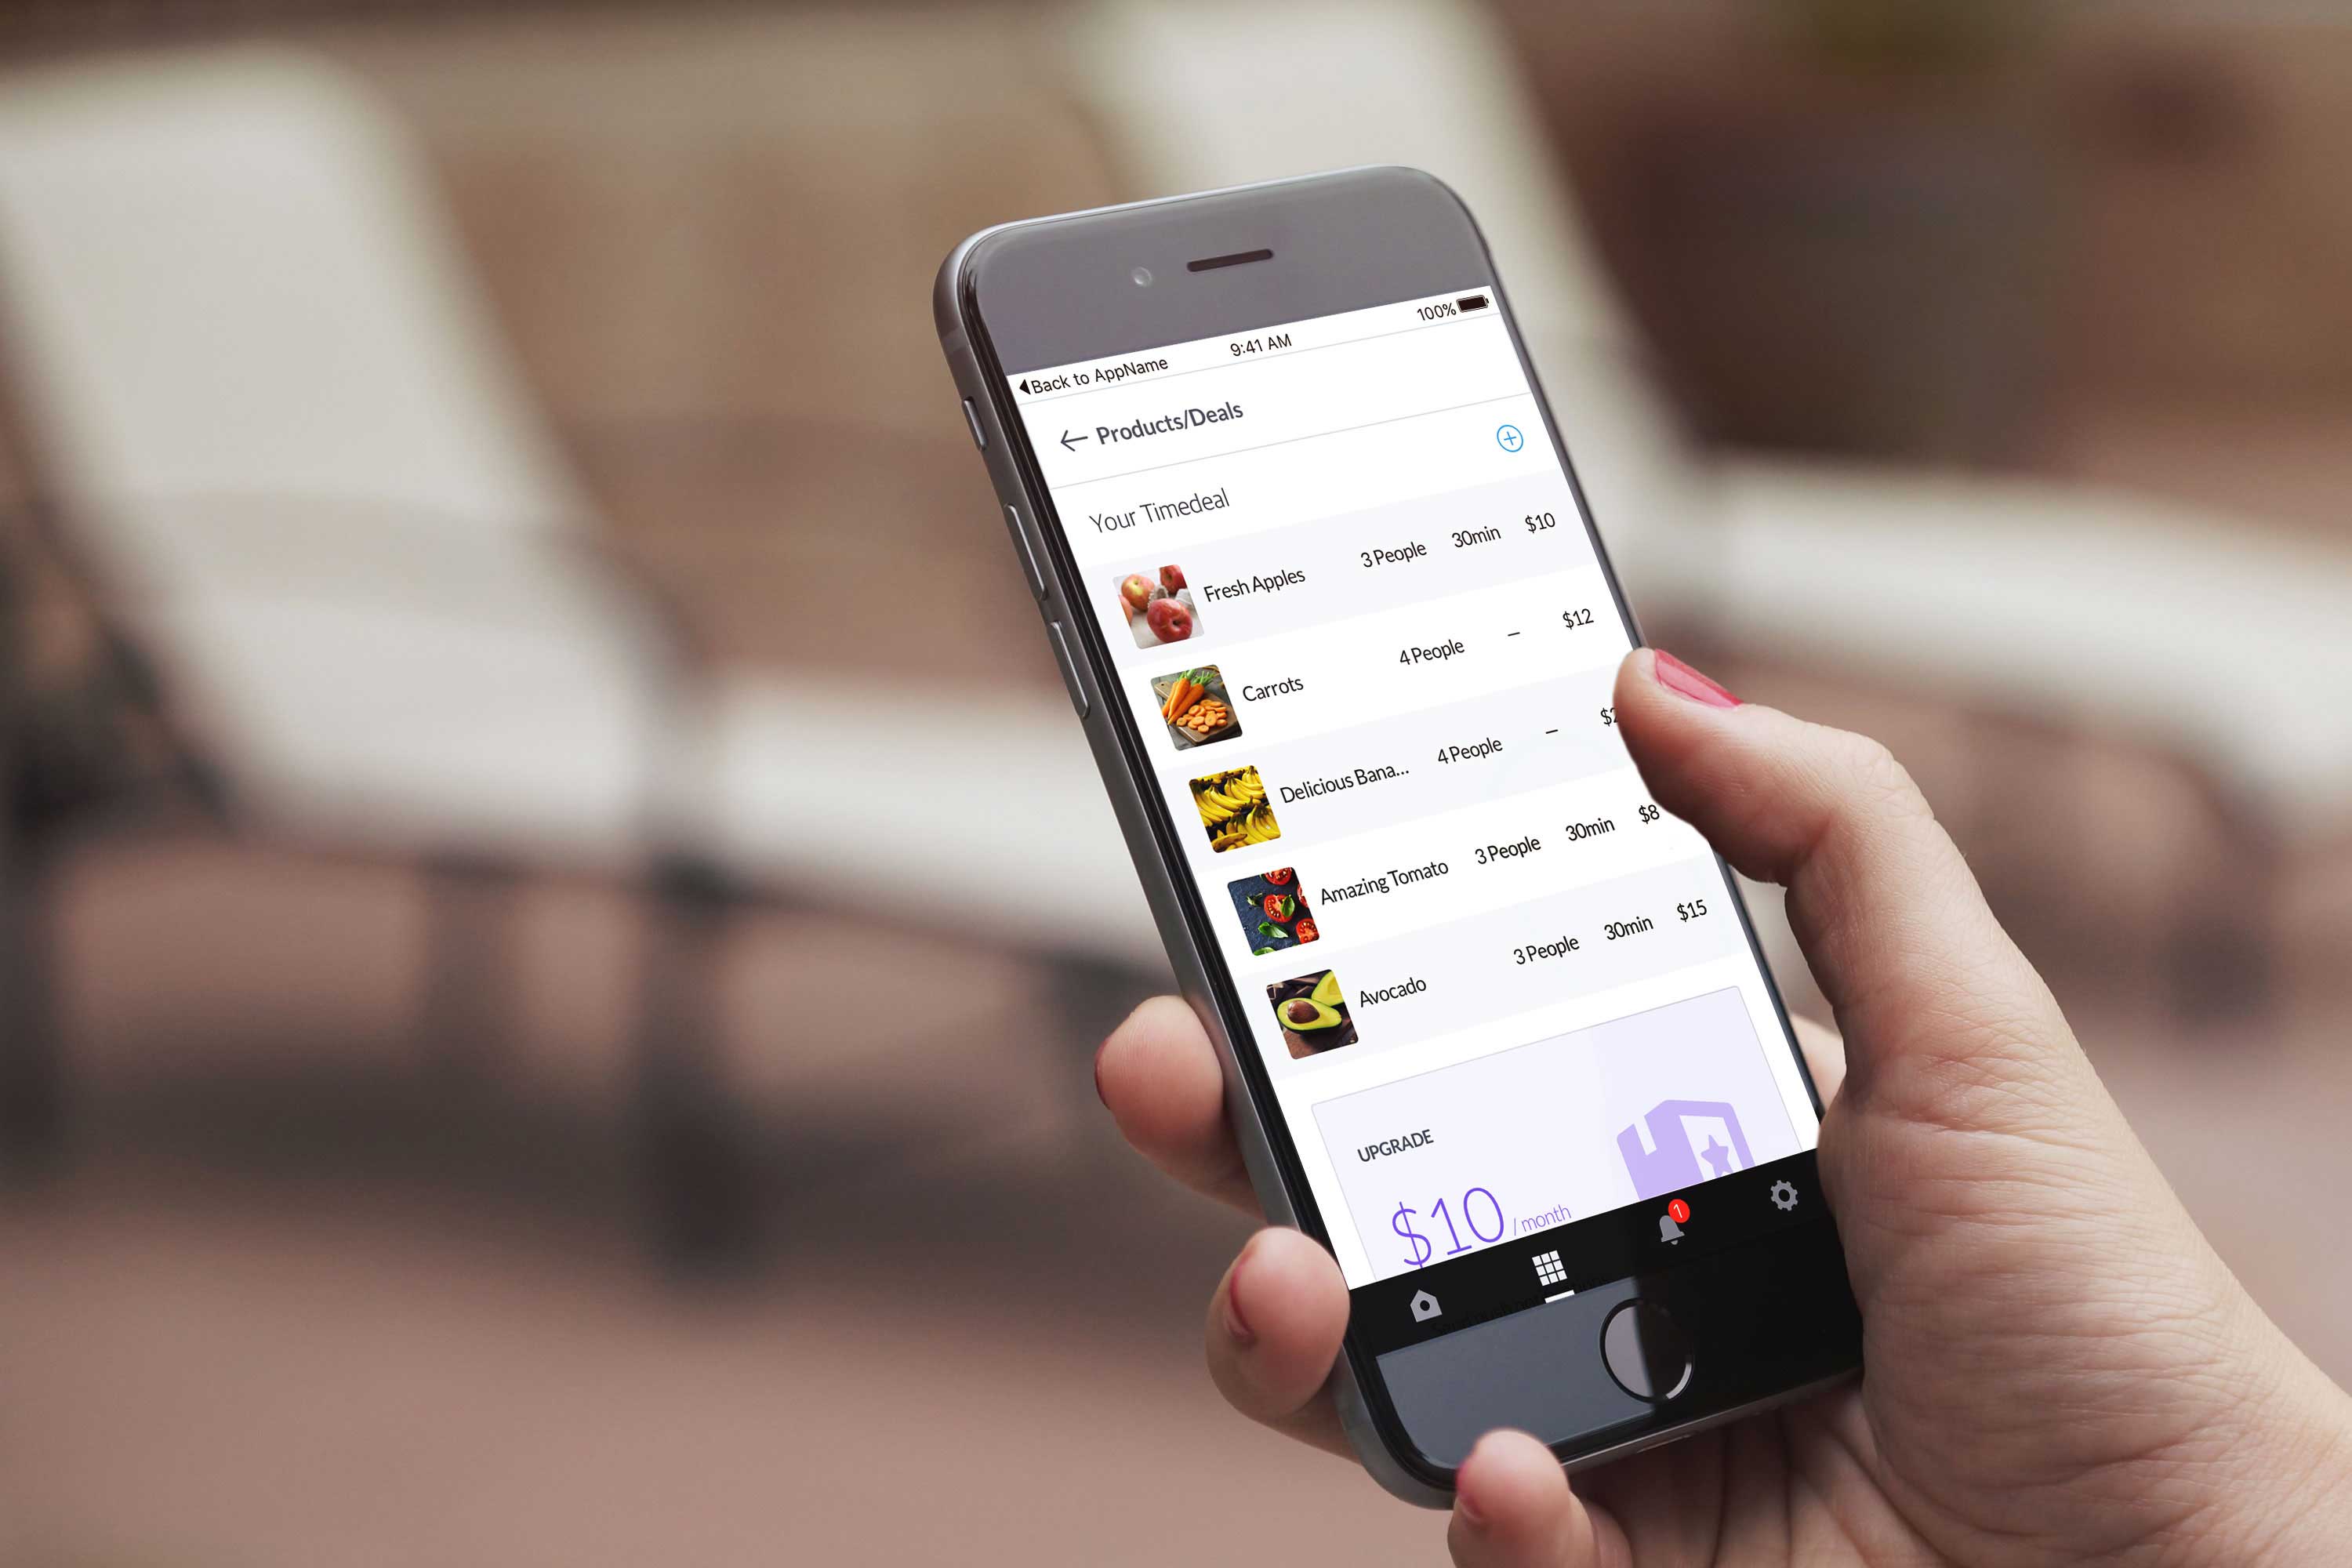 Back to AppName 9:41 AM 100%
Products/Deals
Your Timedeal
Fresh Apples 3 People 30min $10
Carrots 4 People – $12
Delicious Bana... 4 People –
Amazing Tomato 3 People 30min $8
Avocado 3 People 30min $15
UPGRADE
$10 / month
1